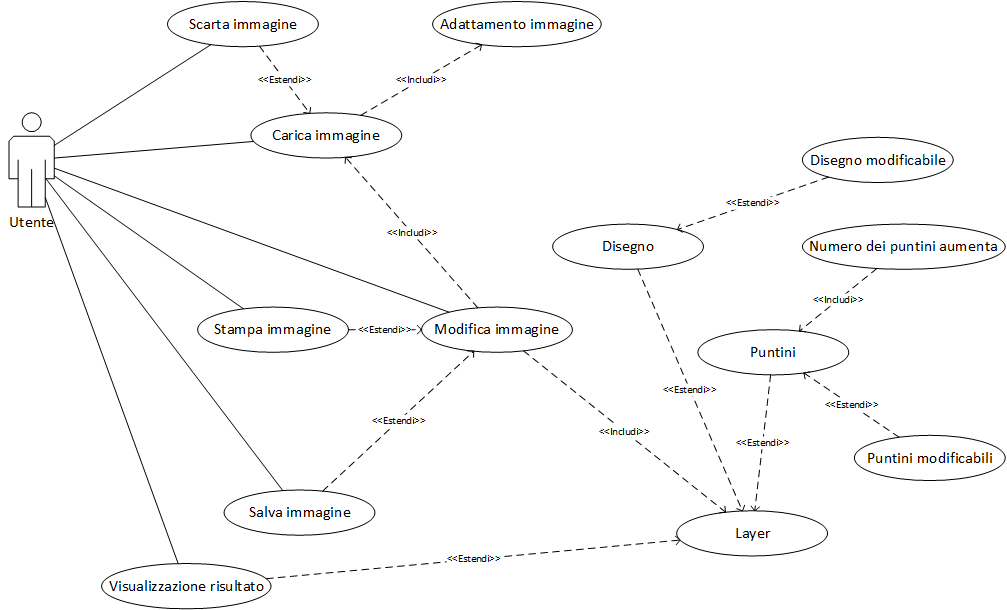 Scarta immagine
Adattamento immagine
<<Estendi>>
<<Includi>>
Carica immagine
Disegno modificabile
<<Estendi>>
Utente
<<Includi>>
Disegno
Numero dei puntini aumenta
<<Includi>>
Stampa immagine
<<Estendi>>
Modifica immagine
Puntini
<<Estendi>>
<<Estendi>>
<<Estendi>>
<<Includi>>
<<Estendi>>
Puntini modificabili
Salva immagine
Layer
<<Estendi>>
Visualizzazione risultato